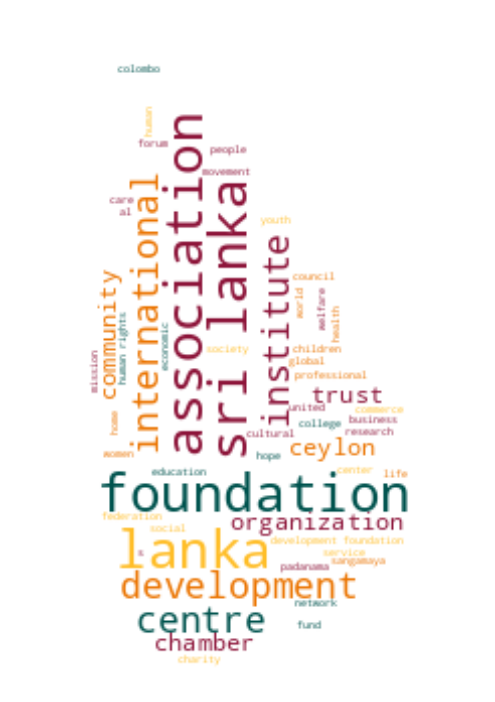 colombo
human
forum
people
association
movement
international
sri lanka
care
al
youth
institute
community
council
world
welfare
health
human rights
economic
mission
society
children
global
professional
trust
united
commerce
home
college
business
cultural
research
women
hope
ceylon
education
center
life
foundation
federation
organization
social
lanka
development foundation
s
service
padanama
sangamaya
development
network
centre
fund
chamber
charity